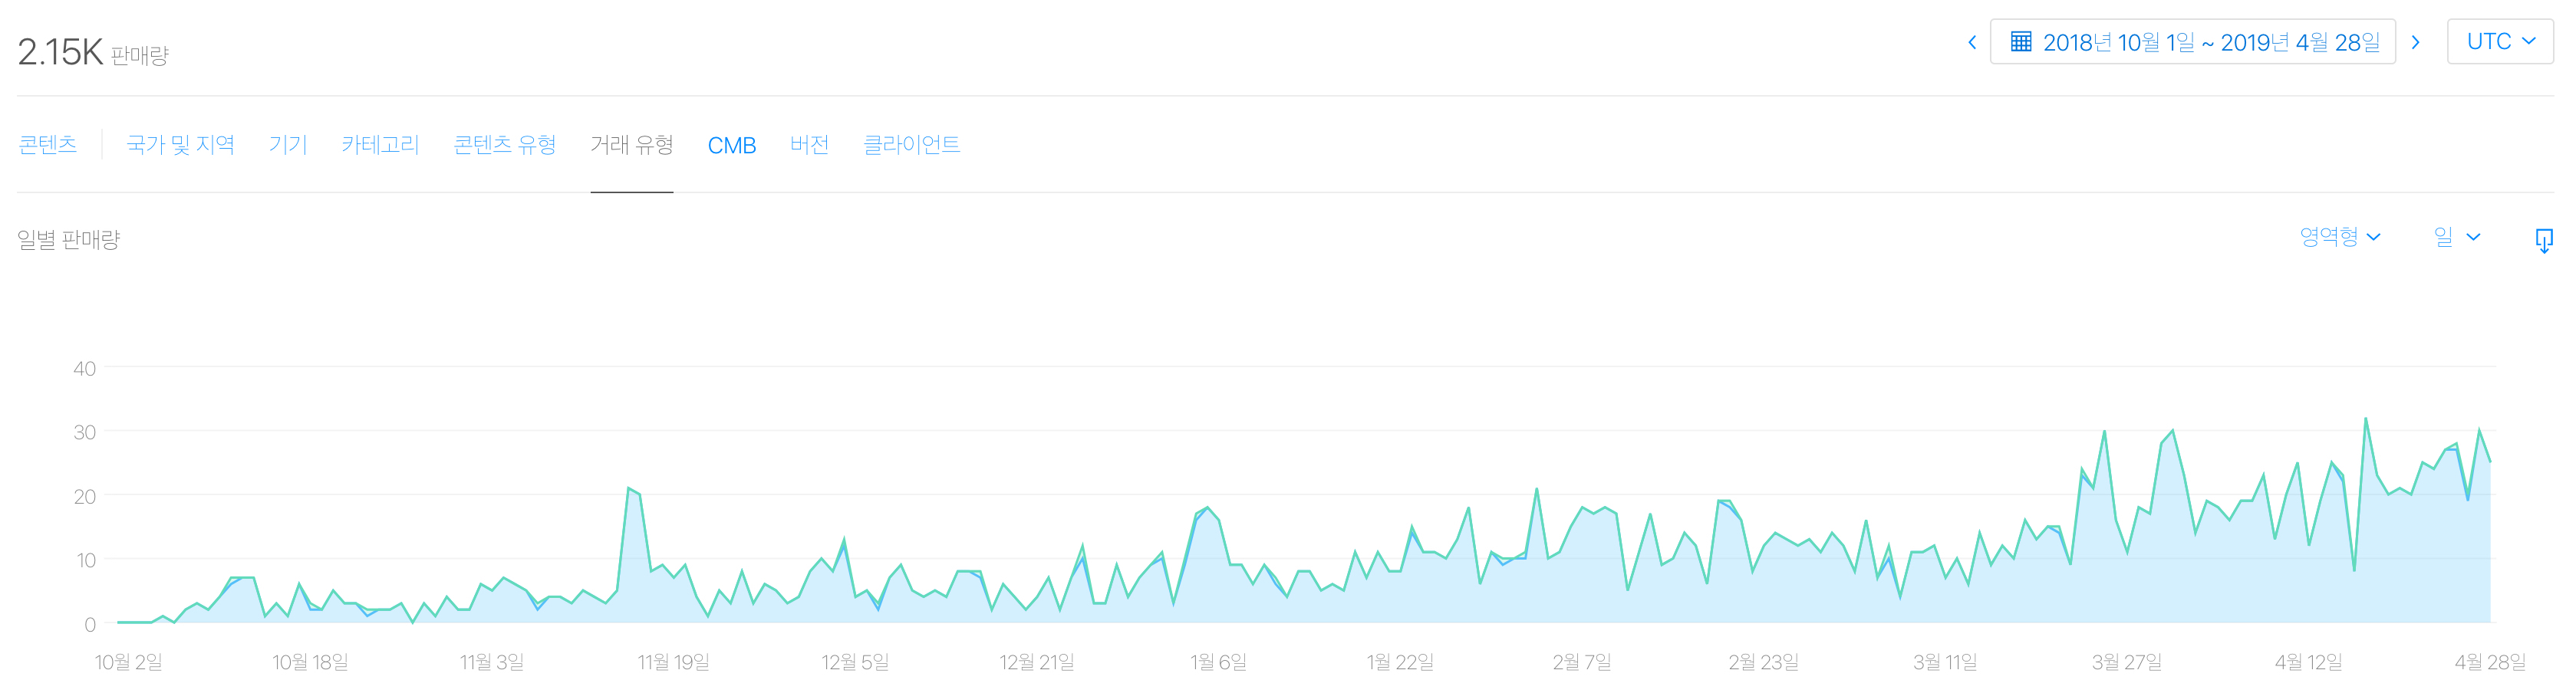 2.15K 판매량
2018년 10월 1일 ~ 2019년 4월 28일
UTC
콘텐츠 국가 및 지역 기기 카테고리 콘텐츠 유형 거래 유형 CMB 버전 클라이언트
일별 판매량
영역형 일
40
30
20
10
0
10월 2일 10월 18일 11월 3일 11월 19일 12월 5일 12월 21일 1월 6일 1월 22일 2월 7일 2월 23일 3월 11일 3월 27일 4월 12일 4월 28일